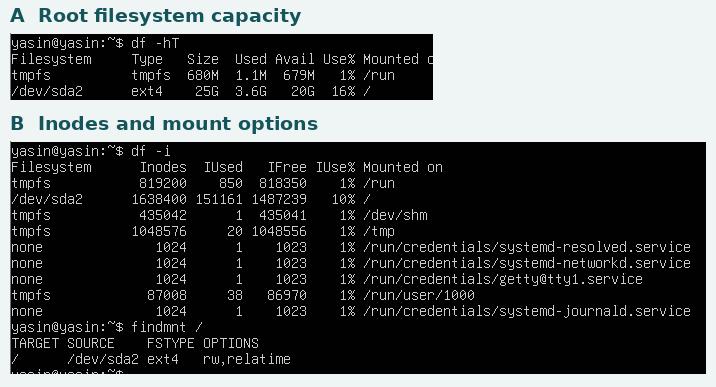 A Root filesystem capacity
yasin@yasin:~$ df -hT
Filesystem Type Size Used Avail Use% Mounted
tmpfs tmpfs 680M 1.1M 679M 1% /run
/dev/sda2 ext4 25G 3.6G 20G 16% /
B Inodes and mount options
yasin@yasin:~$ df -i
Filesystem Inodes IUsed IFree IUse% Mounted on
tmpfs 819200 850 818350 1% /run
/dev/sda2 1638400 151161 1487239 10% /
tmpfs 435042 1 435041 1% /dev/shm
tmpfs 1048576 20 1048556 1% /tmp
none 1024 1 1023 1% /run/credentials/systemd-resolved.service
none 1024 1 1023 1% /run/credentials/systemd-networkd.service
none 1024 1 1023 1% /run/credentials/getty@tty1.service
tmpfs 87008 38 86970 1% /run/user/1000
none 1024 1 1023 1% /run/credentials/systemd-journald.service
yasin@yasin:~$ findmnt /
TARGET SOURCE FSTYPE OPTIONS
/ /dev/sda2 ext4 rw,relatime